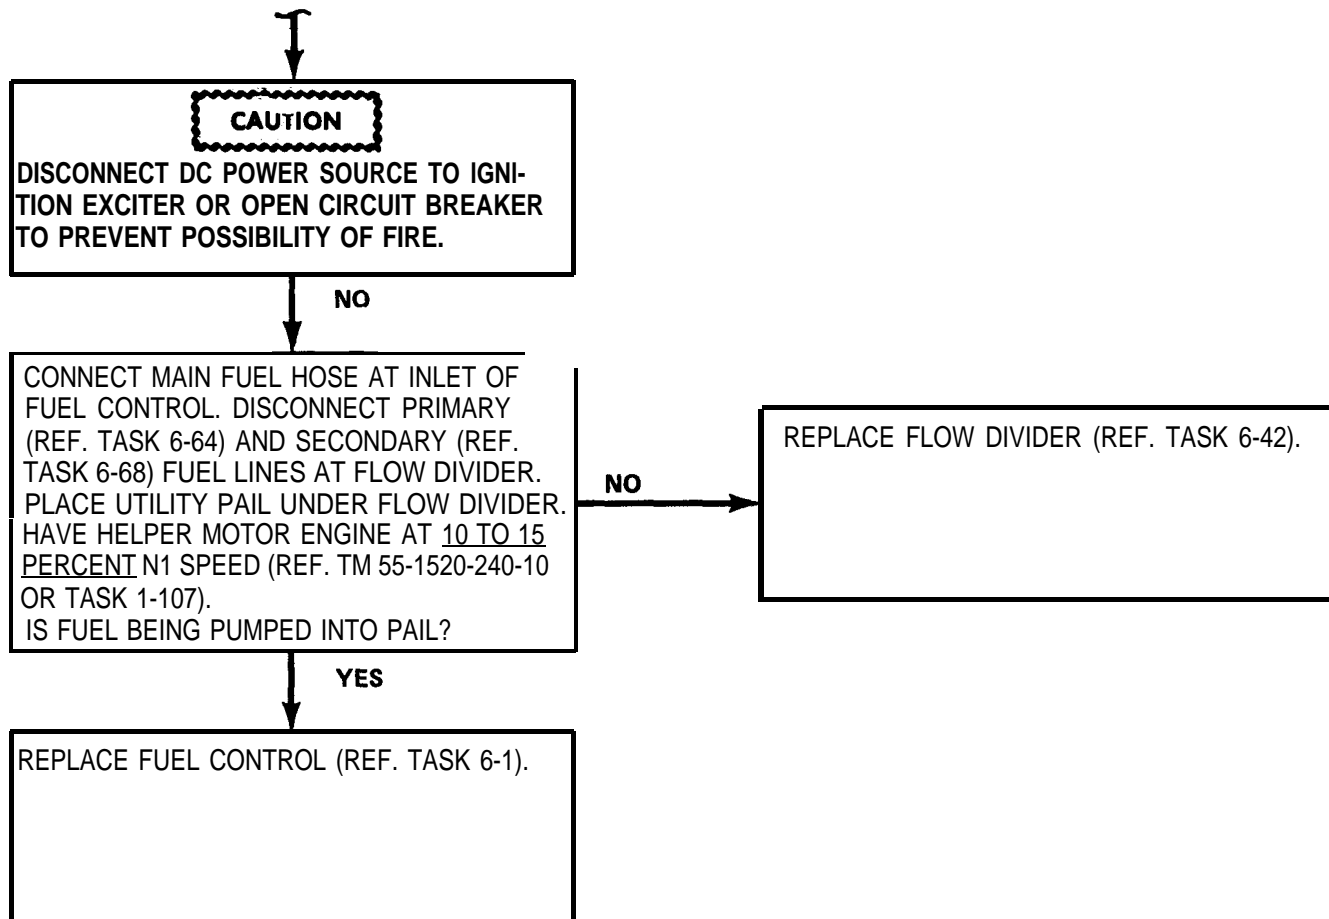 CAUTION
DISCONNECT DC POWER SOURCE TO IGNI-
TION EXCITER OR OPEN CIRCUIT BREAKER
TO PREVENT POSSIBILITY OF FIRE.
NO
CONNECT MAIN FUEL HOSE AT INLET OF
FUEL CONTROL. DISCONNECT PRIMARY
(REF. TASK 6-64) AND SECONDARY (REF.
TASK 6-68) FUEL LINES AT FLOW DIVIDER.
PLACE UTILITY PAIL UNDER FLOW DIVIDER.
HAVE HELPER MOTOR ENGINE AT 10 TO 15
PERCENT N1 SPEED (REF. TM 55-1520-240-10
OR TASK 1-107).
IS FUEL BEING PUMPED INTO PAIL?
NO
REPLACE FLOW DIVIDER (REF. TASK 6-42).
YES
REPLACE FUEL CONTROL (REF. TASK 6-1).